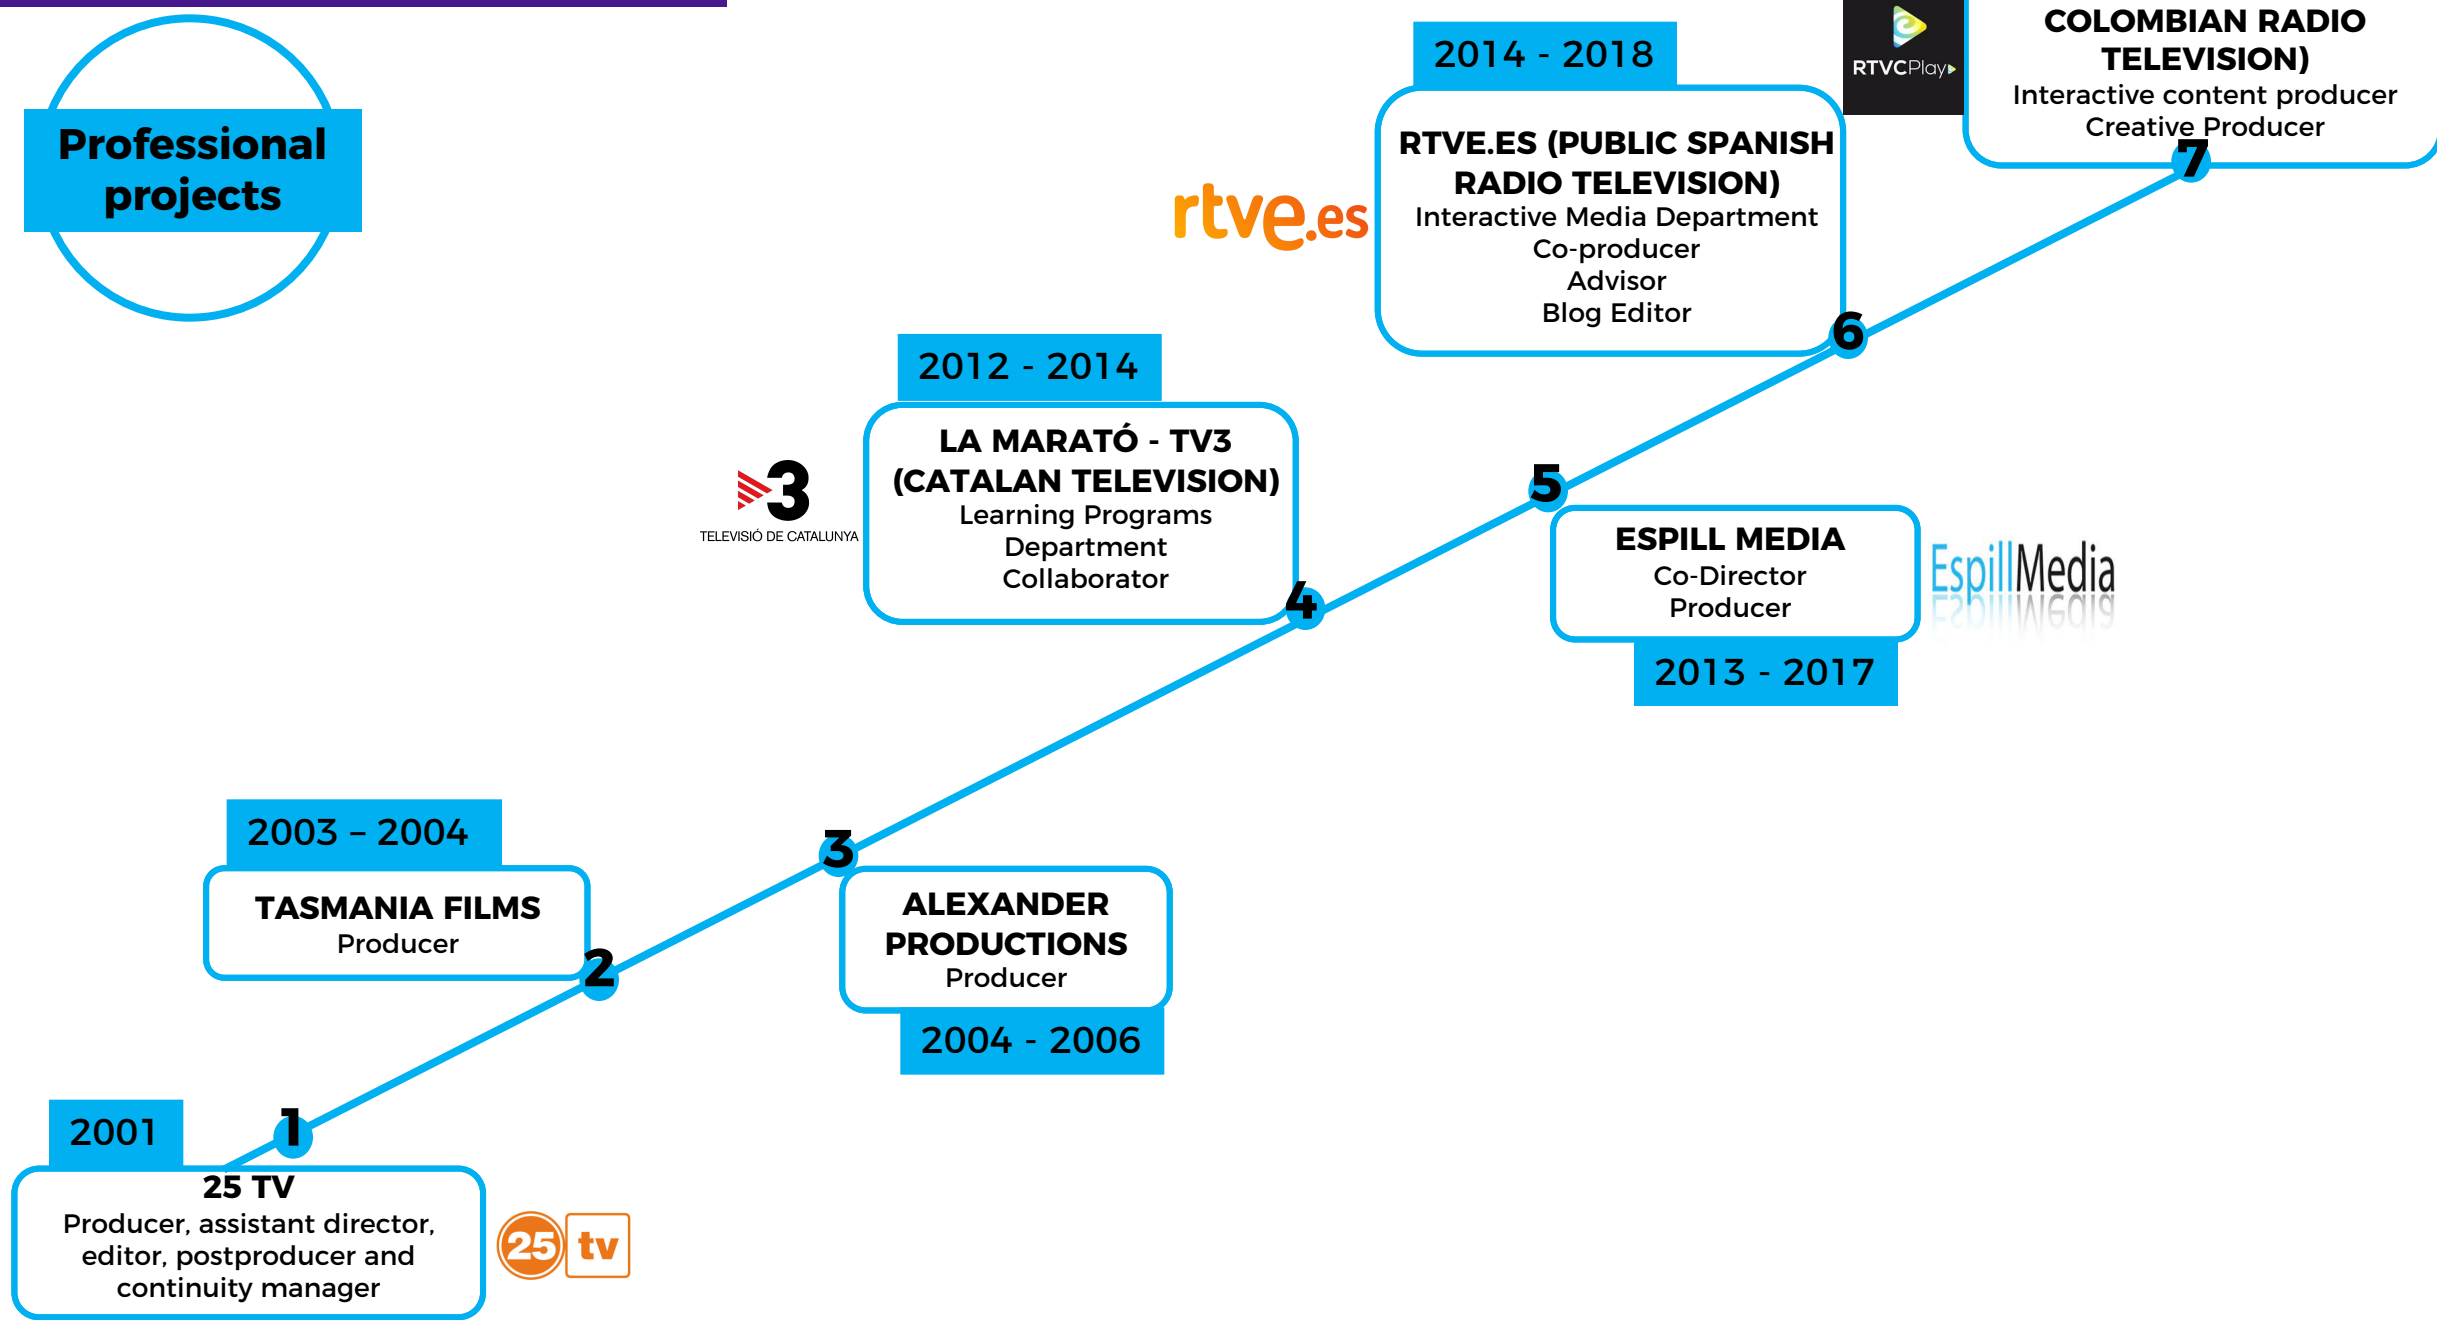 Professional
projects
2001
1
25 TV
Producer, assistant director,
editor, postproducer and
continuity manager
25 tv
2003 – 2004
TASMANIA FILMS
Producer
2
3
ALEXANDER
PRODUCTIONS
Producer
2004 - 2006
2012 - 2014
LA MARATÓ - TV3
(CATALAN TELEVISION)
Learning Programs
Department
Collaborator
3
TELEVISIÓ DE CATALUNYA
4
5
ESPILL MEDIA
Co-Director
Producer
2013 - 2017
EspillMedia
2014 - 2018
RTVE.ES (PUBLIC SPANISH
RADIO TELEVISION)
Interactive Media Department
Co-producer
Advisor
Blog Editor
rtve.es
6
RTVCPlay
COLOMBIAN RADIO
TELEVISION)
Interactive content producer
Creative Producer
7